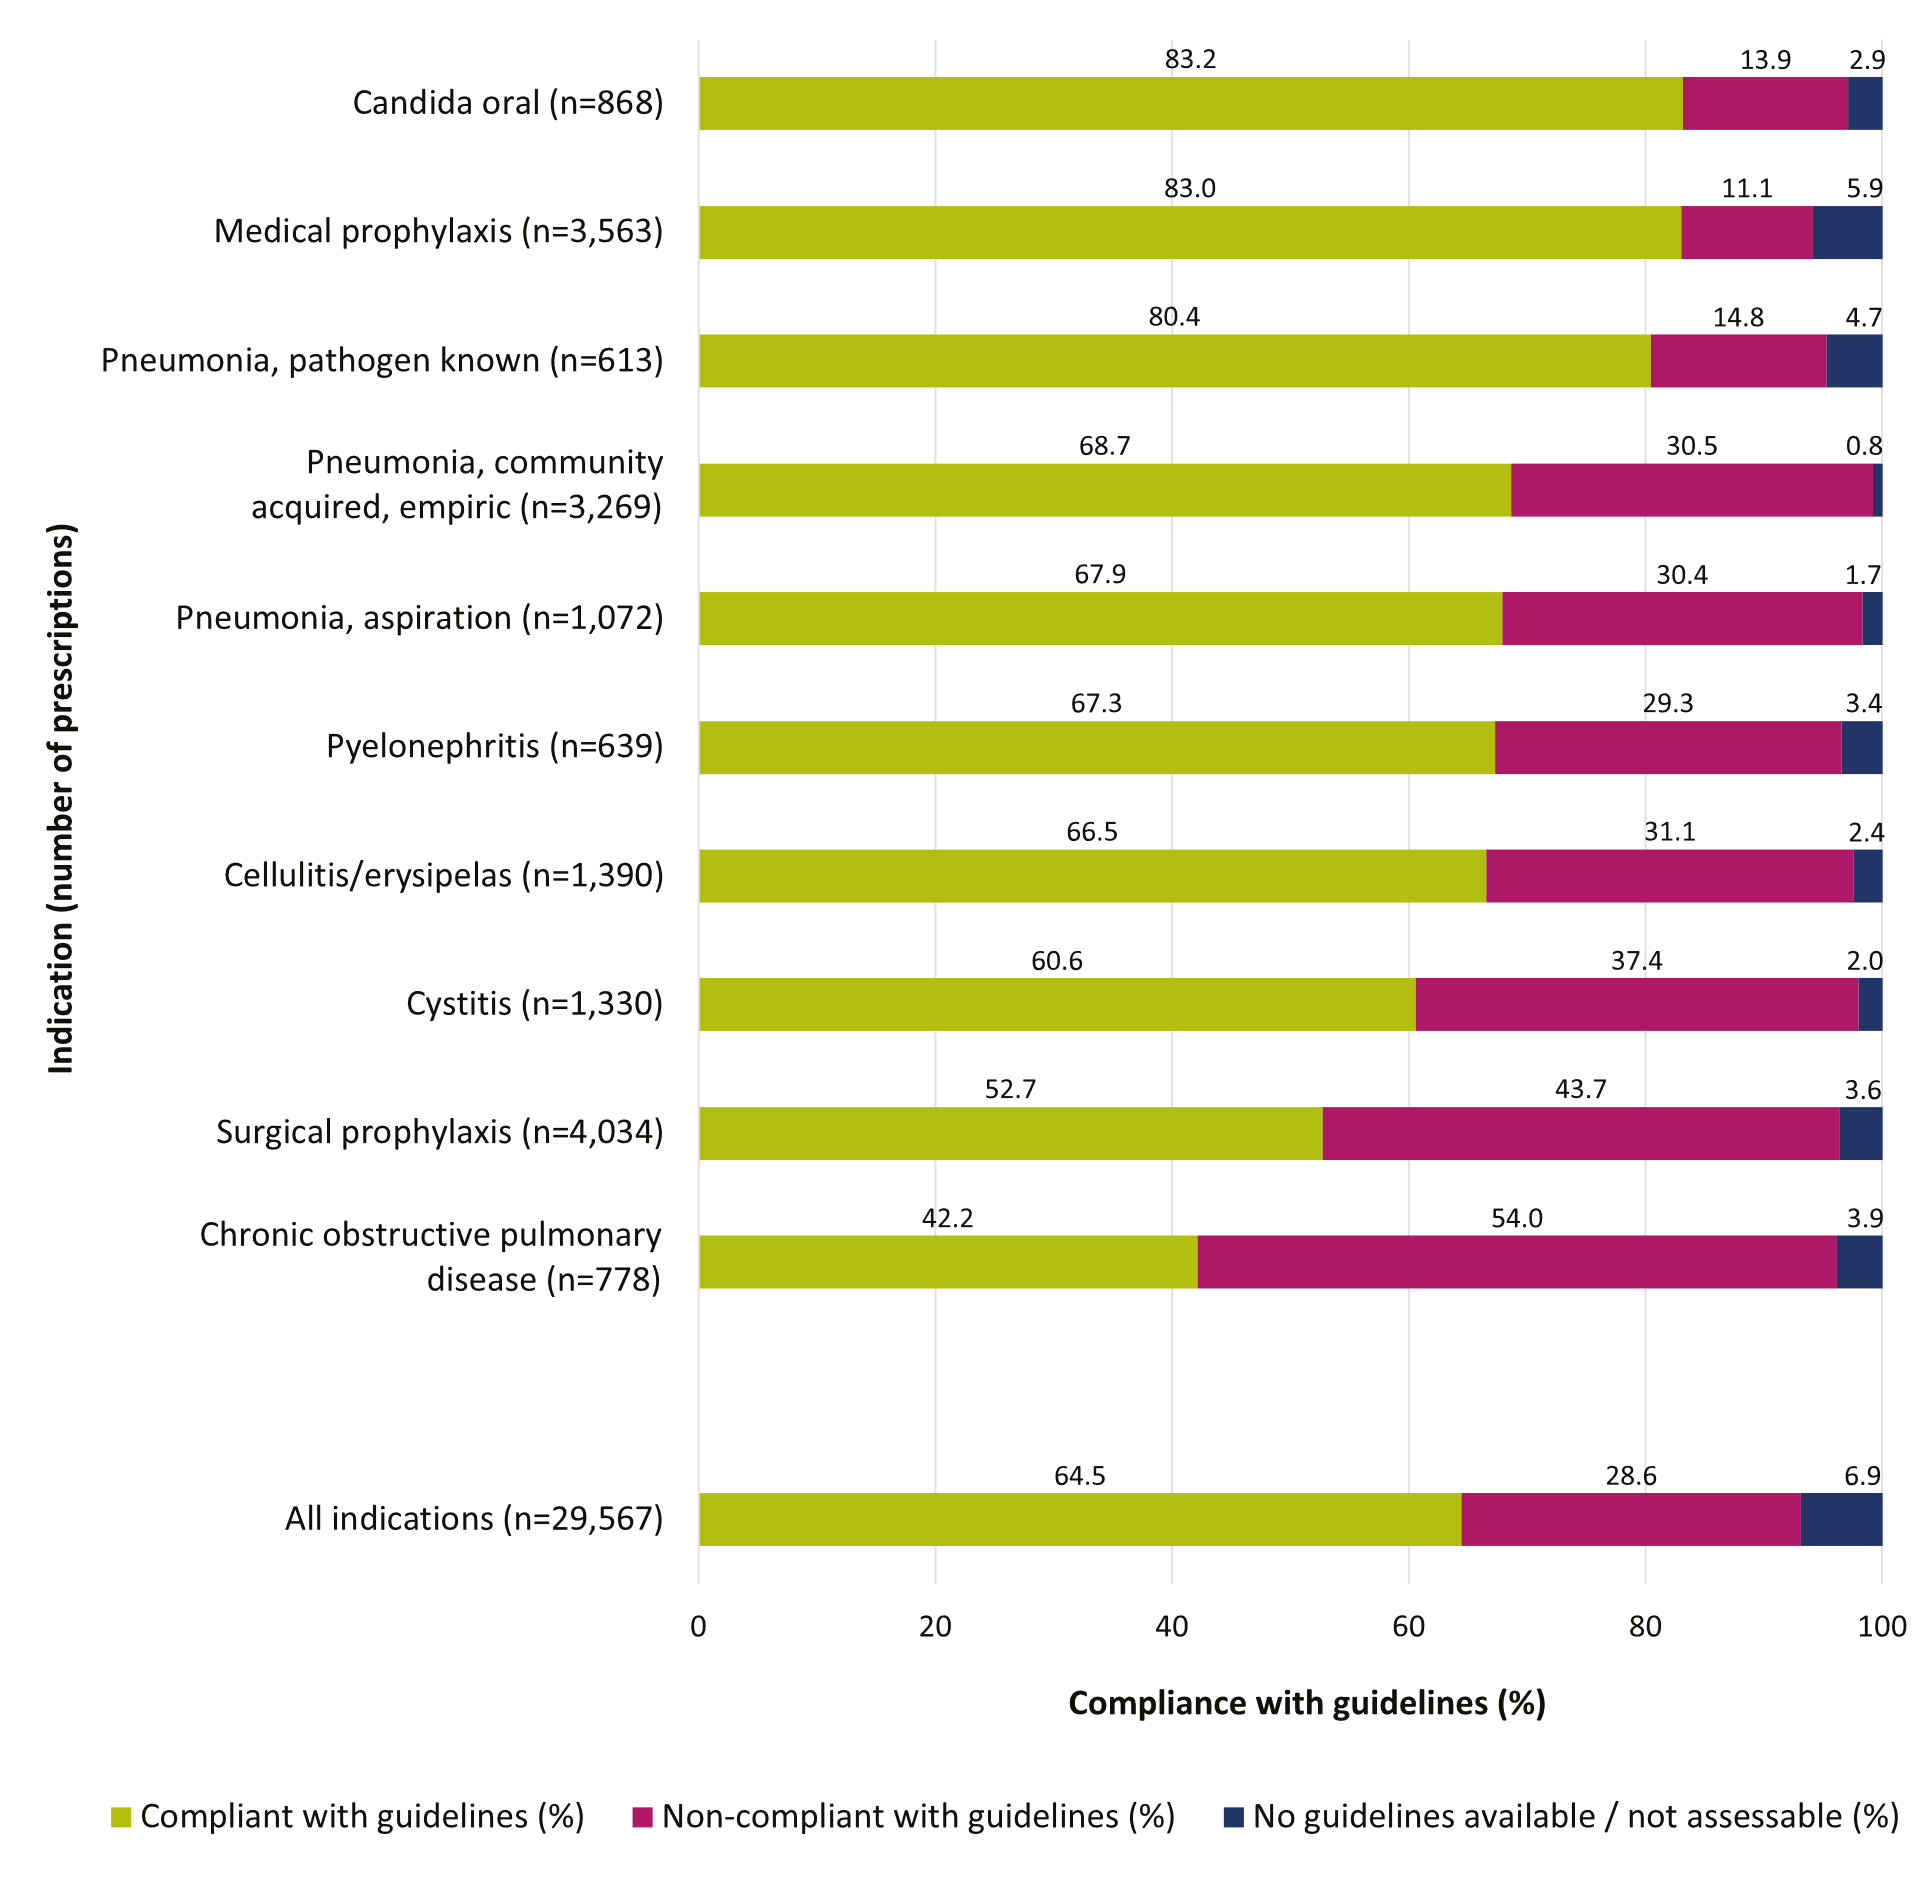 83.2 13.9 2.9
Candida oral (n=868)
83.0 11.1 5.9
Medical prophylaxis (n=3,563)
80.4 14.8 4.7
Pneumonia, pathogen known (n=613)
68.7 30.5 0.8
Pneumonia, community
acquired, empiric (n=3,269)
67.9 30.4 1.7
Pneumonia, aspiration (n=1,072)
67.3 29.3 3.4
Pyelonephritis (n=639)
66.5 31.1 2.4
Cellulitis/erysipelas (n=1,390)
60.6 37.4 2.0
Cystitis (n=1,330)
52.7 43.7 3.6
Surgical prophylaxis (n=4,034)
42.2 54.0 3.9
Chronic obstructive pulmonary
disease (n=778)
64.5 28.6 6.9
All indications (n=29,567)
Indication (number of prescriptions)
0 20 40 60 80 100
Compliance with guidelines (%)
Compliant with guidelines (%) Non-compliant with guidelines (%) No guidelines available / not assessable (%)